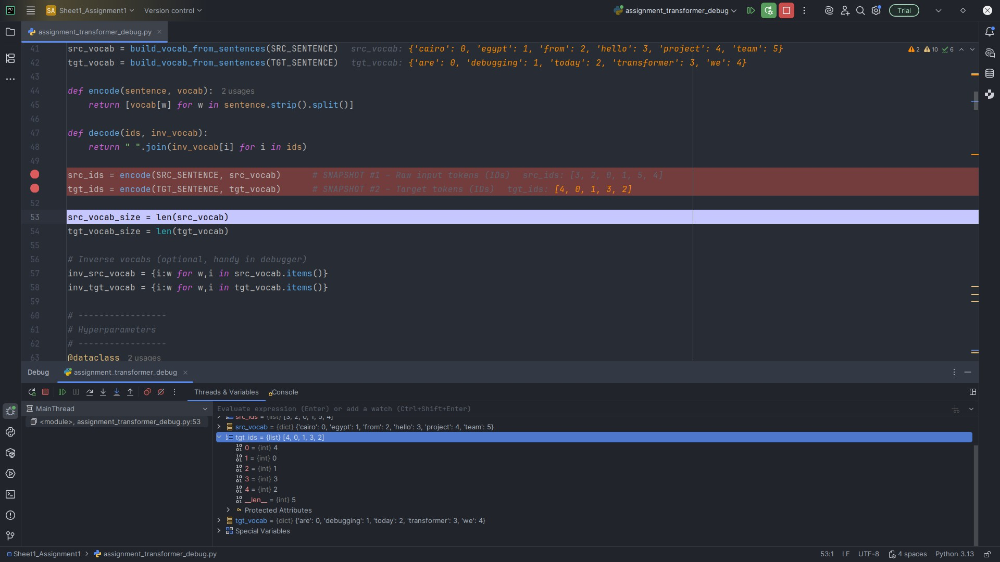 PC
SA Sheet1_Assignment1 Version control assignment_transformer_debug Trial
assignment_transformer_debug.py
41 src_vocab = build_vocab_from_sentences(SRC_SENTENCE) src_vocab: {'cairo': 0, 'egypt': 1, 'from': 2, 'hello': 3, 'project': 4, 'team': 5}
2 10 6
42 tgt_vocab = build_vocab_from_sentences(TGT_SENTENCE) tgt_vocab: {'are': 0, 'debugging': 1, 'today': 2, 'transformer': 3, 'we': 4}
43
44 def encode(sentence, vocab): 2 usages
45 return [vocab[w] for w in sentence.strip().split()]
46
47 def decode(ids, inv_vocab):
48 return " ".join(inv_vocab[i] for i in ids)
49
src_ids = encode(SRC_SENTENCE, src_vocab) # SNAPSHOT #1 - Raw input tokens (IDs) src_ids: [3, 2, 0, 1, 5, 4]
tgt_ids = encode(TGT_SENTENCE, tgt_vocab) # SNAPSHOT #2 - Target tokens (IDs) tgt_ids: [4, 0, 1, 3, 2]
52
53 src_vocab_size = len(src_vocab)
54 tgt_vocab_size = len(tgt_vocab)
55
56 # Inverse vocabs (optional, handy in debugger)
57 inv_src_vocab = {i:w for w,i in src_vocab.items()}
58 inv_tgt_vocab = {i:w for w,i in tgt_vocab.items()}
59
60 # -----------------
61 # Hyperparameters
62 # -----------------
63 @dataclass 2 usages
Debug assignment_transformer_debug
Threads & Variables Console
MainThread
Evaluate expression (Enter) or add a watch (Ctrl+Shift+Enter)
<module>, assignment_transformer_debug.py:53
src_ids = {list} [3, 2, 0, 1, 5, 4]
src_vocab = {dict} {'cairo': 0, 'egypt': 1, 'from': 2, 'hello': 3, 'project': 4, 'team': 5}
tgt_ids = {list} [4, 0, 1, 3, 2]
0 = {int} 4
1 = {int} 0
2 = {int} 1
3 = {int} 3
4 = {int} 2
__len__ = {int} 5
Protected Attributes
tgt_vocab = {dict} {'are': 0, 'debugging': 1, 'today': 2, 'transformer': 3, 'we': 4}
Special Variables
Sheet1_Assignment1 assignment_transformer_debug.py 53:1 LF UTF-8 4 spaces Python 3.13